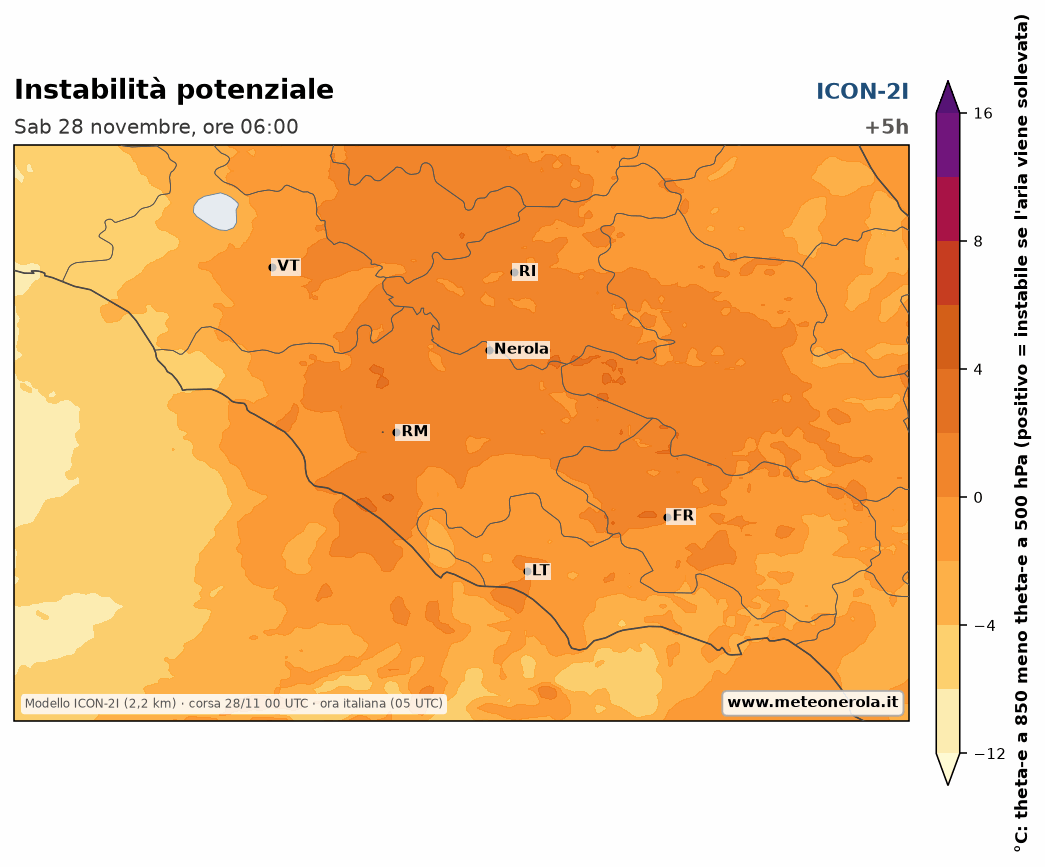 Instabilità potenziale
ICON-2I
Sab 28 novembre, ore 06:00
+5h
VT
RI
Nerola
RM
FR
LT
Modello ICON-2I (2,2 km) · corsa 28/11 00 UTC · ora italiana (05 UTC)
www.meteonerola.it
16
8
4
0
−4
−12
°C: theta-e a 850 meno theta-e a 500 hPa (positivo = instabile se l'aria viene sollevata)